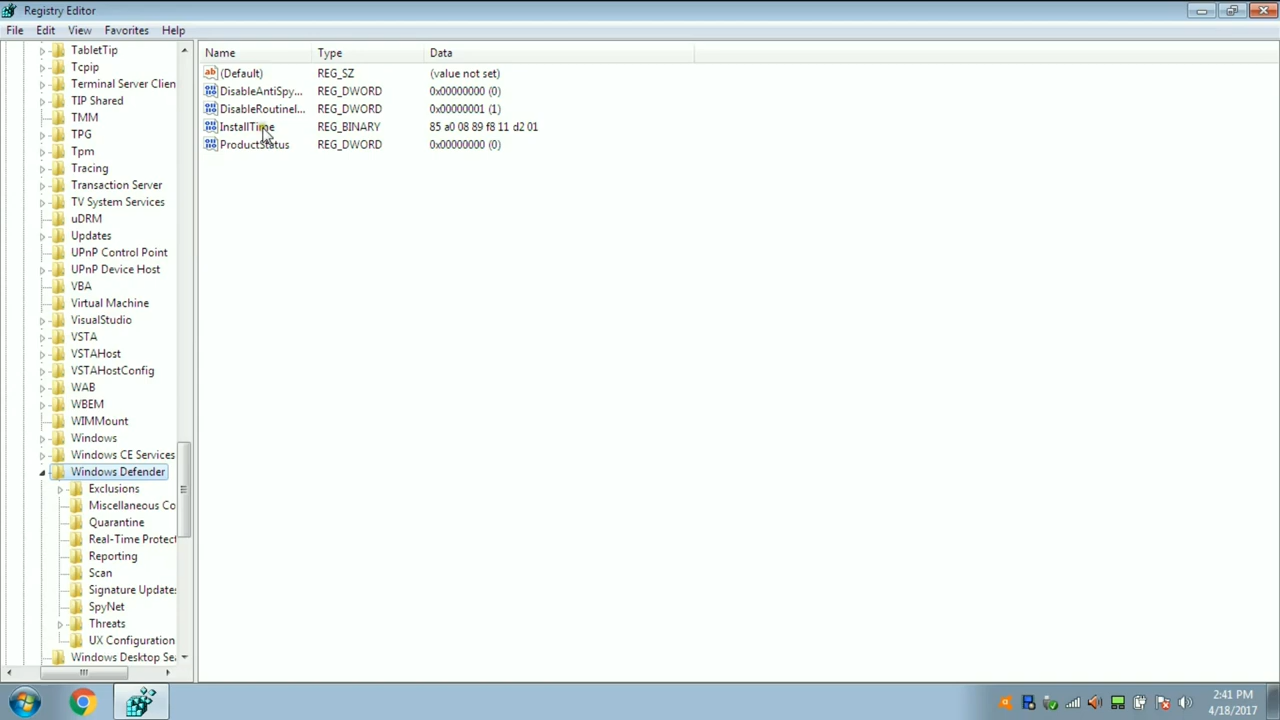 Registry Editor
File Edit View Favorites Help
TabletTip
Tcpip
Terminal Server Clien
TIP Shared
TMM
TPG
Tpm
Tracing
Transaction Server
TV System Services
uDRM
Updates
UPnP Control Point
UPnP Device Host
VBA
Virtual Machine
VisualStudio
VSTA
VSTAHost
VSTAHostConfig
WAB
WBEM
WIMMount
Windows
Windows CE Services
Windows Defender
Exclusions
Miscellaneous Co
Quarantine
Real-Time Protect
Reporting
Scan
Signature Updates
SpyNet
Threats
UX Configuration
Windows Desktop Sea
Name Type Data
(Default) REG_SZ (value not set)
DisableAntiSpy... REG_DWORD 0x00000000 (0)
DisableRoutinel... REG_DWORD 0x00000001 (1)
InstallTime REG_BINARY 85 a0 08 89 f8 11 d2 01
ProductStatus REG_DWORD 0x00000000 (0)
2:41 PM
4/18/2017